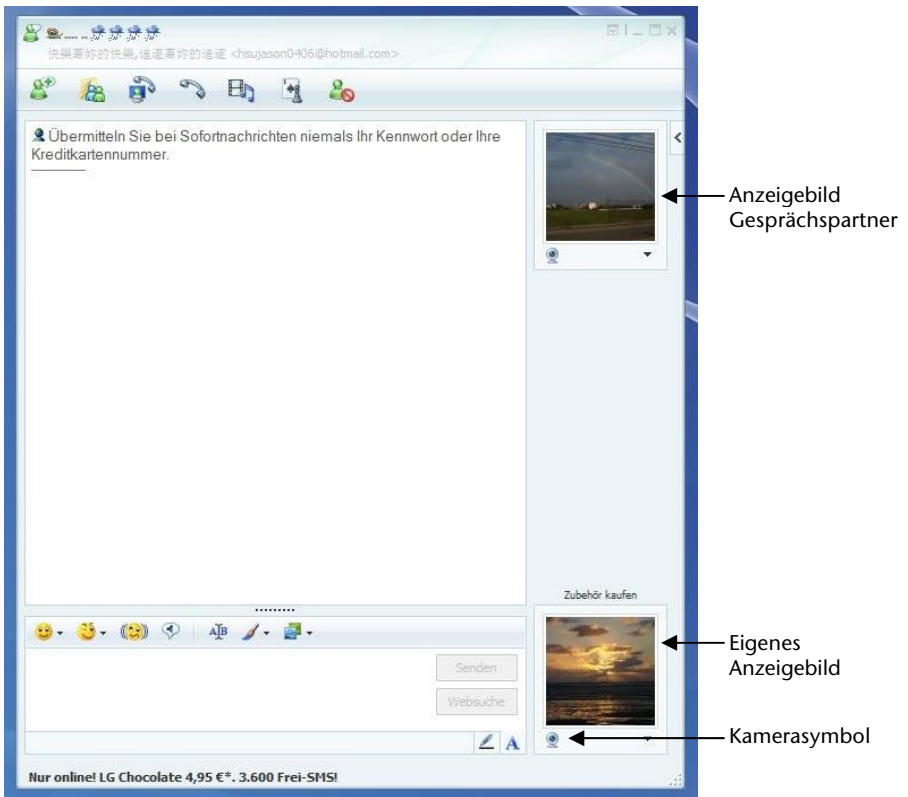 快樂著妳的快樂,追逐著妳的追逐 <hsujason0406@hotmail.com>
Übermitteln Sie bei Sofortnachrichten niemals Ihr Kennwort oder Ihre
Kreditkartennummer.
Anzeigebild
Gesprächspartner
Zubehör kaufen
Senden
Websuche
Eigenes
Anzeigebild
Kamerasymbol
Nur online! LG Chocolate 4,95 €*. 3.600 Frei-SMS!